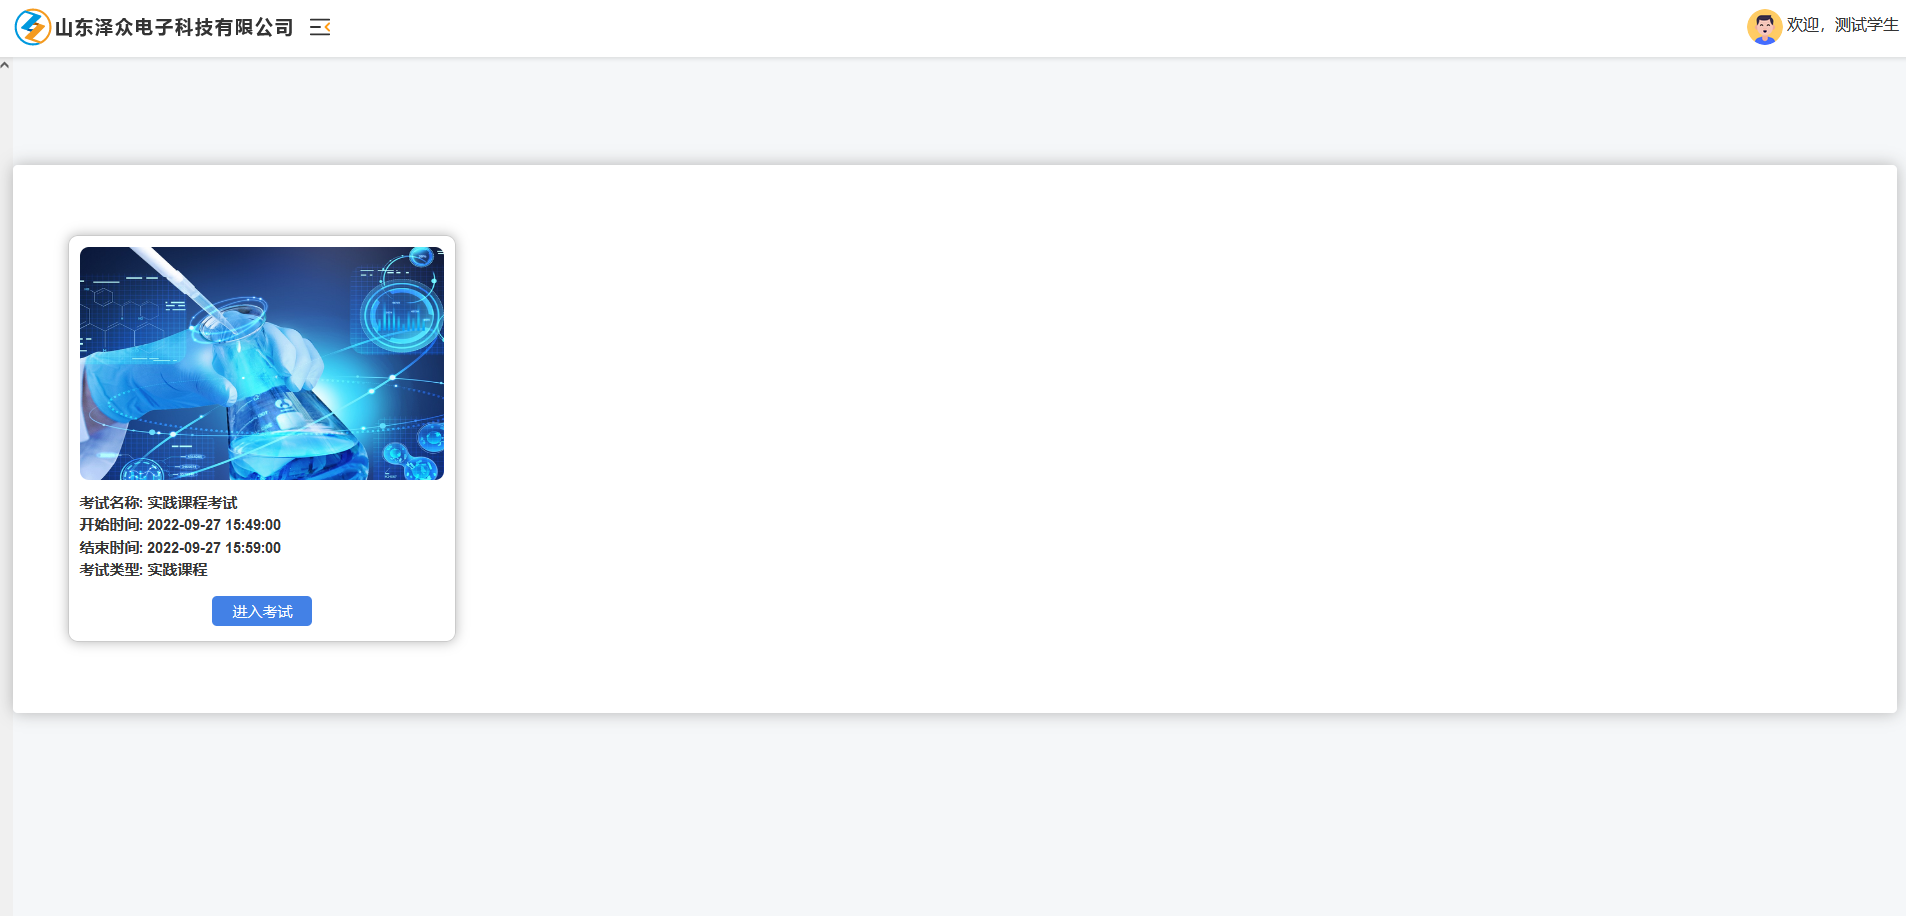 山东泽众电子科技有限公司
欢迎，测试学生
考试名称: 实践课程考试
开始时间: 2022-09-27 15:49:00
结束时间: 2022-09-27 15:59:00
考试类型: 实践课程
进入考试